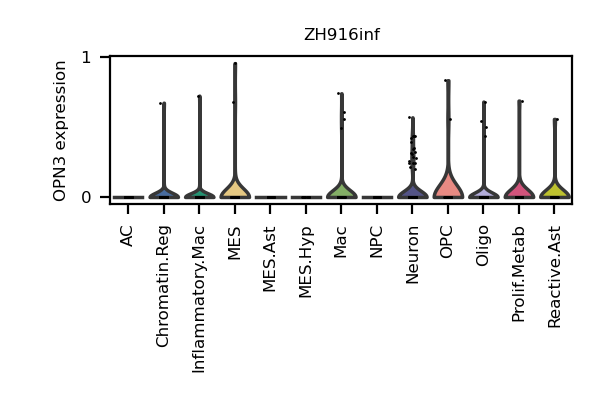 ZH916inf
OPN3 expression
1
0
AC
Chromatin.Reg
Inflammatory.Mac
MES
MES.Ast
MES.Hyp
Mac
NPC
Neuron
OPC
Oligo
Prolif.Metab
Reactive.Ast